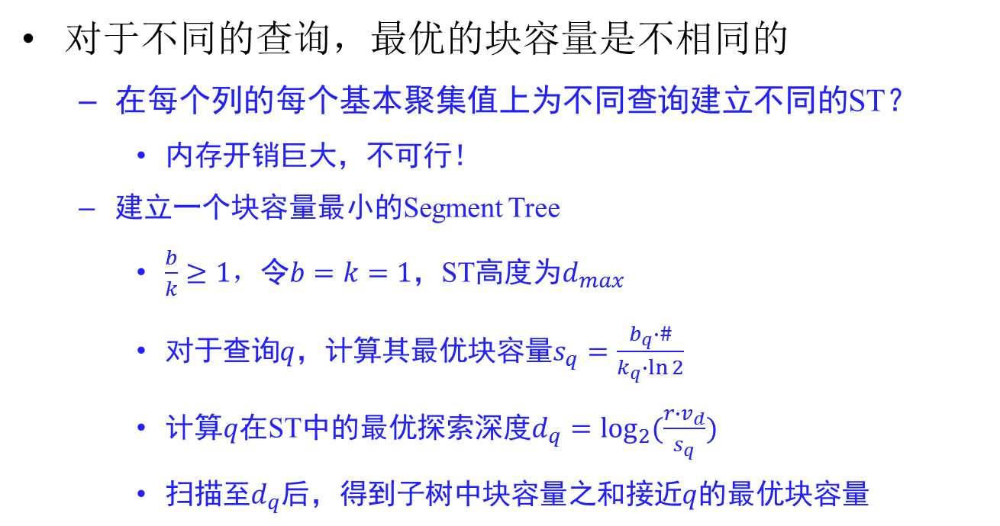 • 对于不同的查询，最优的块容量是不相同的
– 在每个列的每个基本聚集值上为不同查询建立不同的ST？
• 内存开销巨大，不可行！
– 建立一个块容量最小的Segment Tree
• $\frac{b}{k} \geq 1$，令$b = k = 1$，ST高度为$d_{max}$
• 对于查询$q$，计算其最优块容量$s_q = \frac{b_q \cdot \#}{k_q \cdot \ln 2}$
• 计算$q$在ST中的最优探索深度$d_q = \log_2(\frac{r \cdot v_d}{s_q})$
• 扫描至$d_q$后，得到子树中块容量之和接近$q$的最优块容量